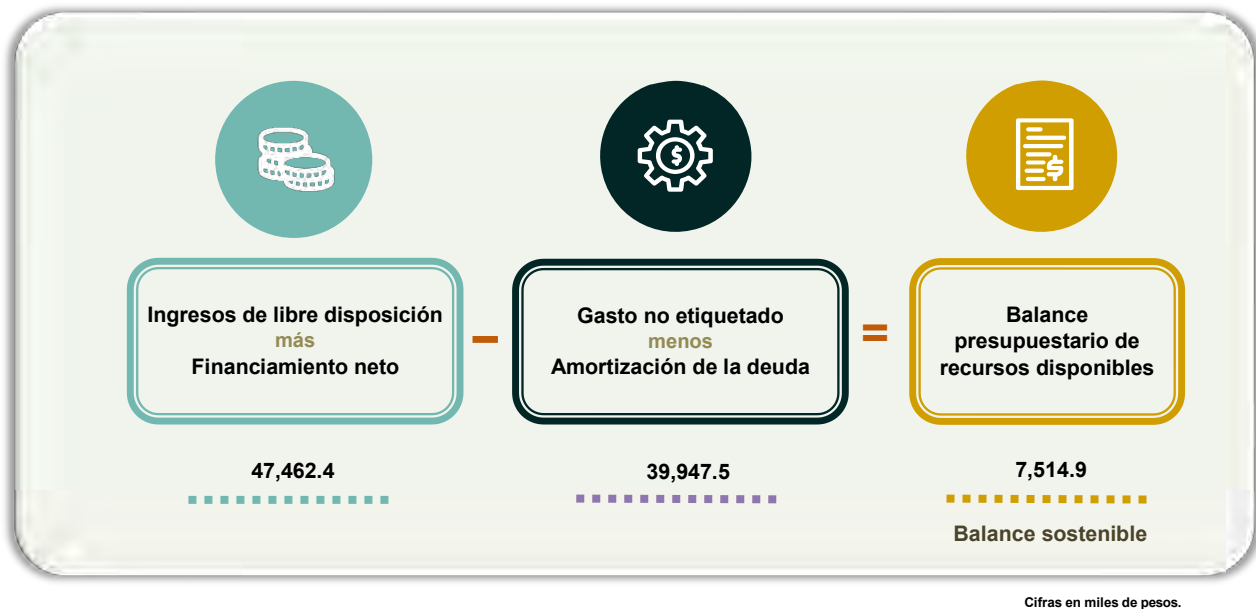 Ingresos de libre disposición
más
Financiamiento neto
–
Gasto no etiquetado
menos
Amortización de la deuda
=
Balance
presupuestario de
recursos disponibles
47,462.4
39,947.5
7,514.9
Balance sostenible
Cifras en miles de pesos.